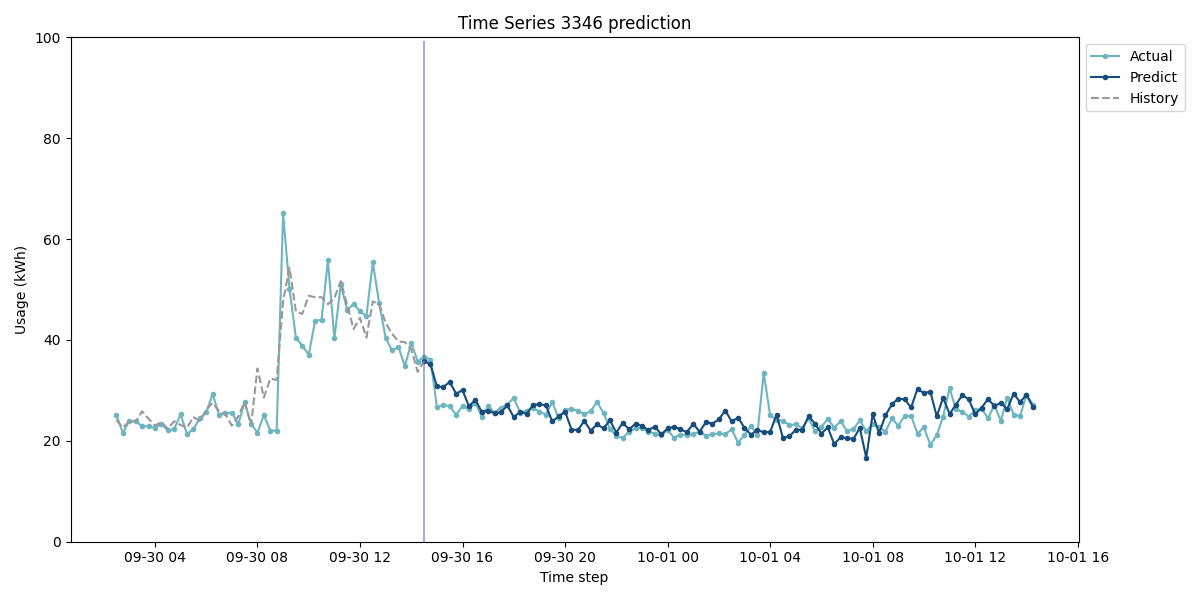 Time Series 3346 prediction
Usage (kWh)
100
80
60
40
20
0
09-30 04
09-30 08
09-30 12
09-30 16
09-30 20
10-01 00
10-01 04
10-01 08
10-01 12
10-01 16
Time step
Actual
Predict
History